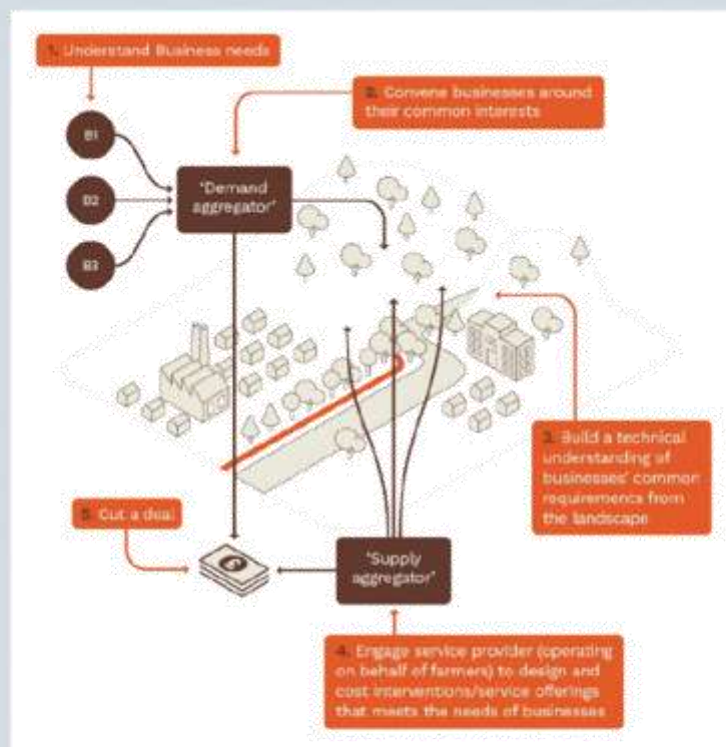 1. Understand Business needs
2. Convene businesses around
their common interests
B1
B2
B3
'Demand
aggregator'
3. Build a technical
understanding of
businesses' common
requirements from
the landscape
5. Cut a deal
'Supply
aggregator'
4. Engage service provider (operating
on behalf of farmers) to design and
cost interventions/service offerings
that meets the needs of businesses